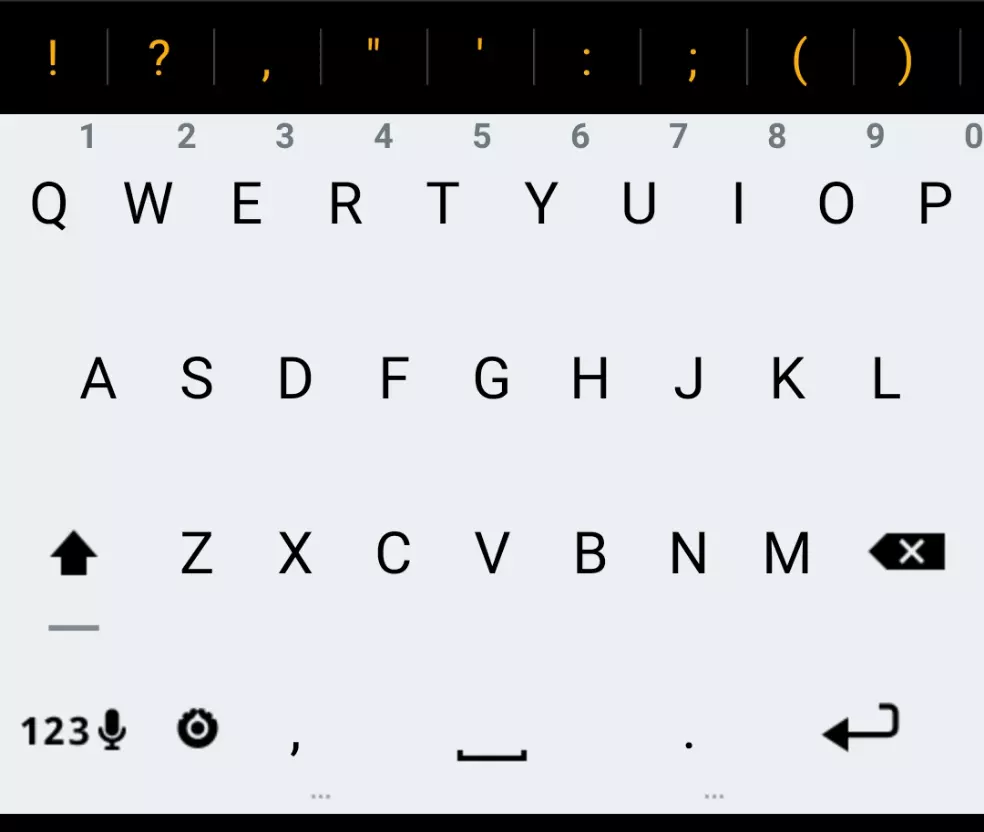 ! ? , " ' : ; ( )
1 2 3 4 5 6 7 8 9 0
Q W E R T Y U I O P
A S D F G H J K L
Z X C V B N M
123 , .
... ...